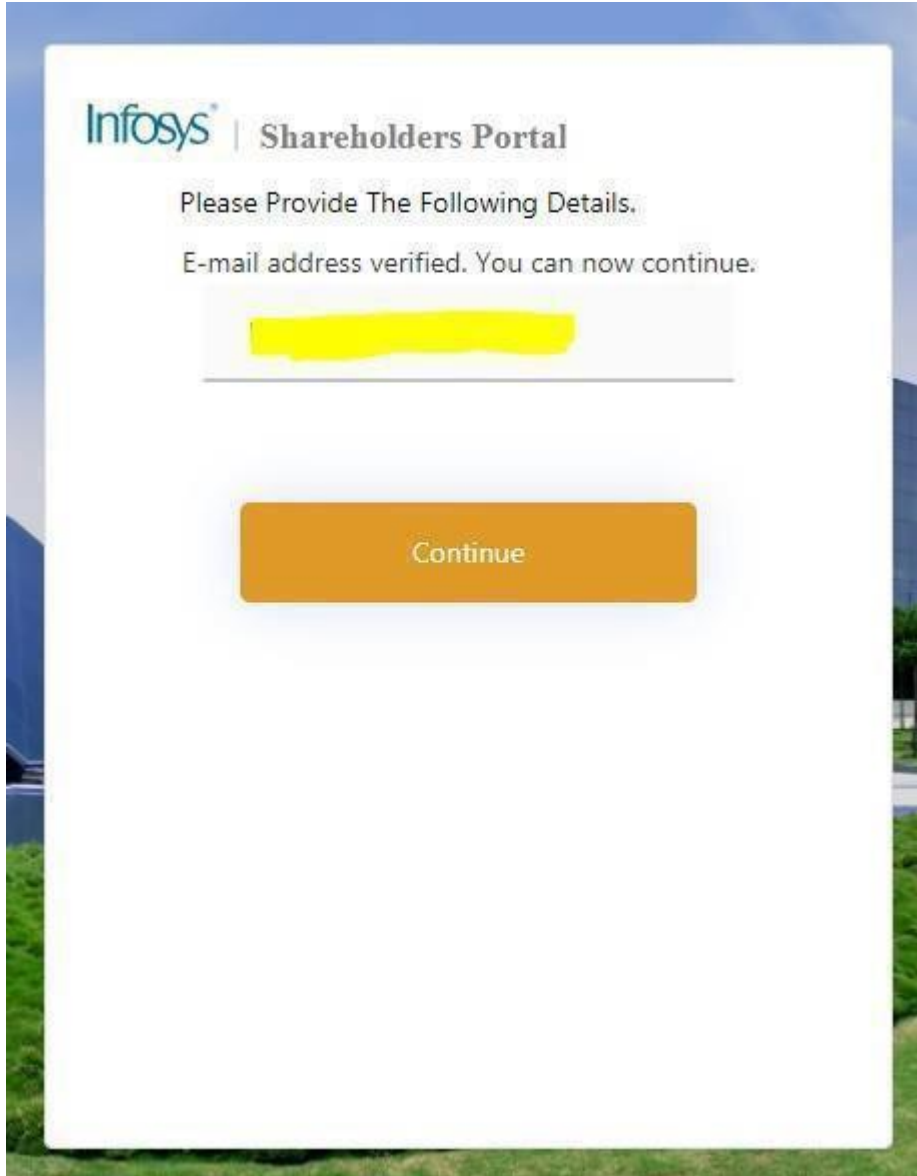 Infosys® | Shareholders Portal
Please Provide The Following Details.
E-mail address verified. You can now continue.
Continue